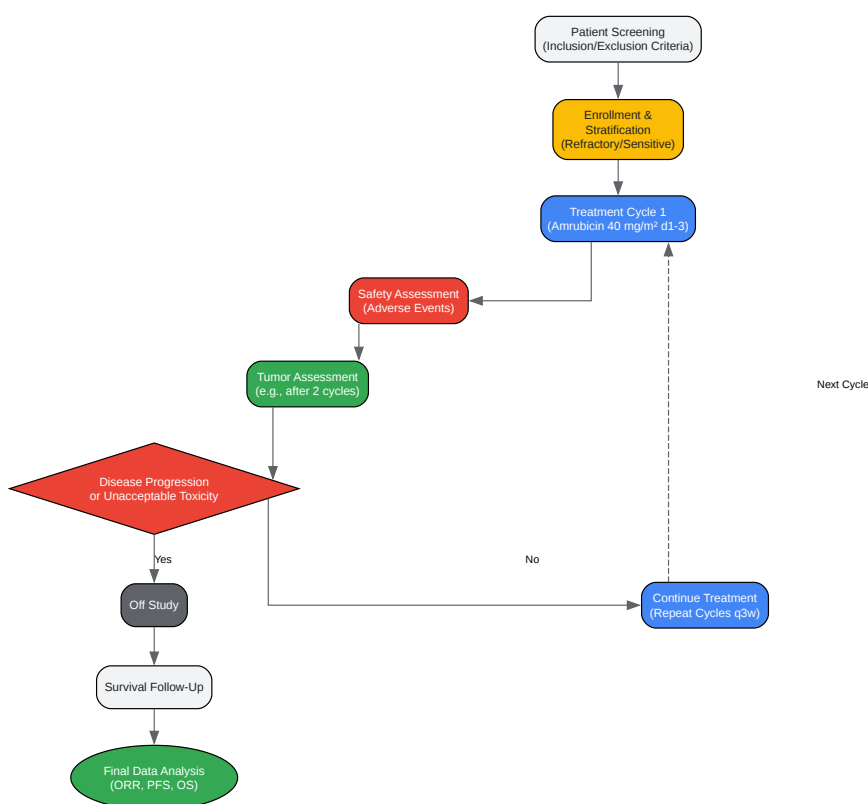 Patient Screening
(Inclusion/Exclusion Criteria)
Enrollment &
Stratification
(Refractory/Sensitive)
Treatment Cycle 1
(Amrubicin 40 mg/m² d1-3)
Safety Assessment
(Adverse Events)
Tumor Assessment
(e.g., after 2 cycles)
Next Cycle
Disease Progression
or Unacceptable Toxicity
Yes
No
Off Study
Continue Treatment
(Repeat Cycles q3w)
Survival Follow-Up
Final Data Analysis
(ORR, PFS, OS)